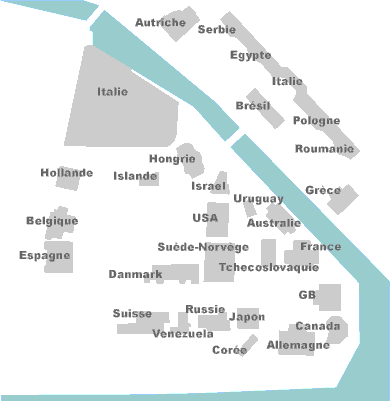 Autriche
Serbie
Egypte
Italie
Italie
Brésil
Pologne
Roumanie
Hongrie
Hollande
Islande
Israel
Grèce
Uruguay
Belgique
USA
Australie
Espagne
Suède-Norvège
France
Tchecoslovaquie
Danmark
GB
Suisse
Russie
Japon
Canada
Venezuela
Corée
Allemagne